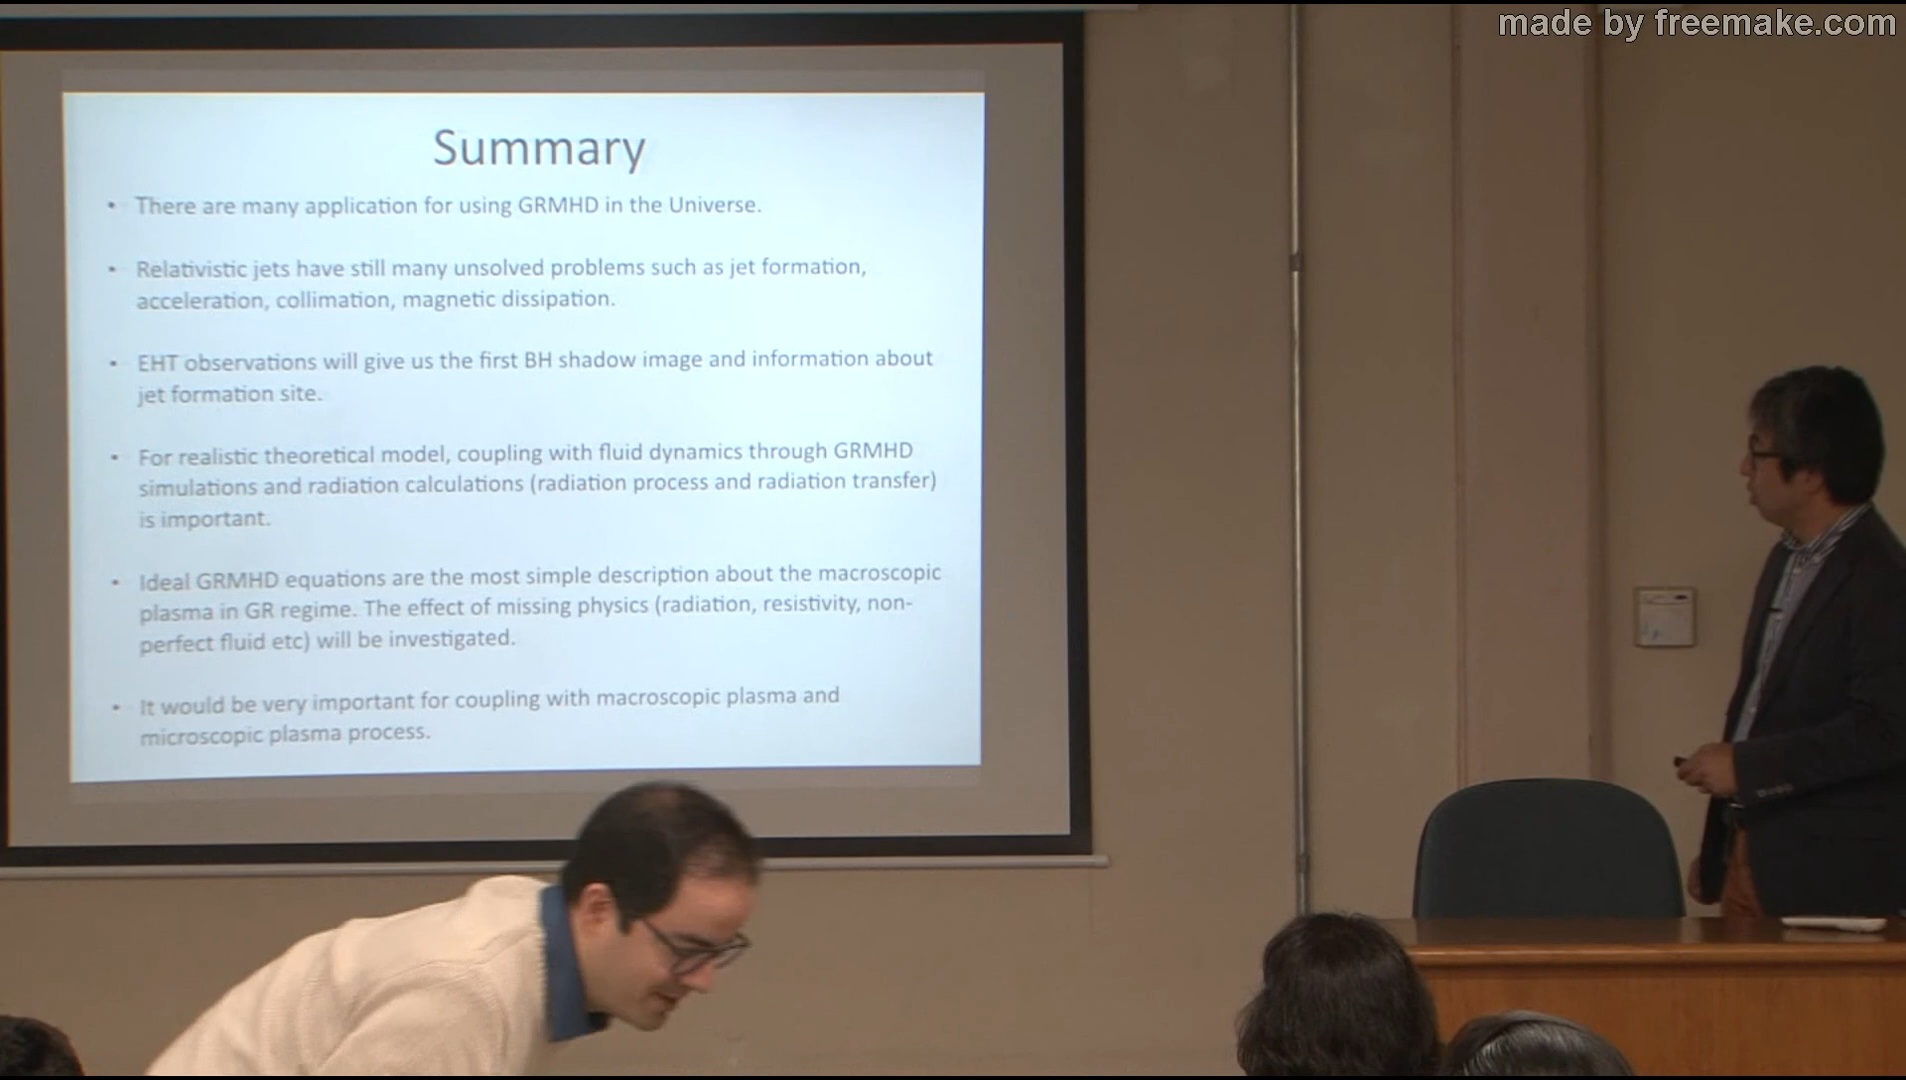 made by freemake.com
Summary
• There are many application for using GRMHD in the Universe.
• Relativistic jets have still many unsolved problems such as jet formation,
acceleration, collimation, magnetic dissipation.
• EHT observations will give us the first BH shadow image and information about
jet formation site.
• For realistic theoretical model, coupling with fluid dynamics through GRMHD
simulations and radiation calculations (radiation process and radiation transfer)
is important.
• Ideal GRMHD equations are the most simple description about the macroscopic
plasma in GR regime. The effect of missing physics (radiation, resistivity, non-
perfect fluid etc) will be investigated.
• It would be very important for coupling with macroscopic plasma and
microscopic plasma process.